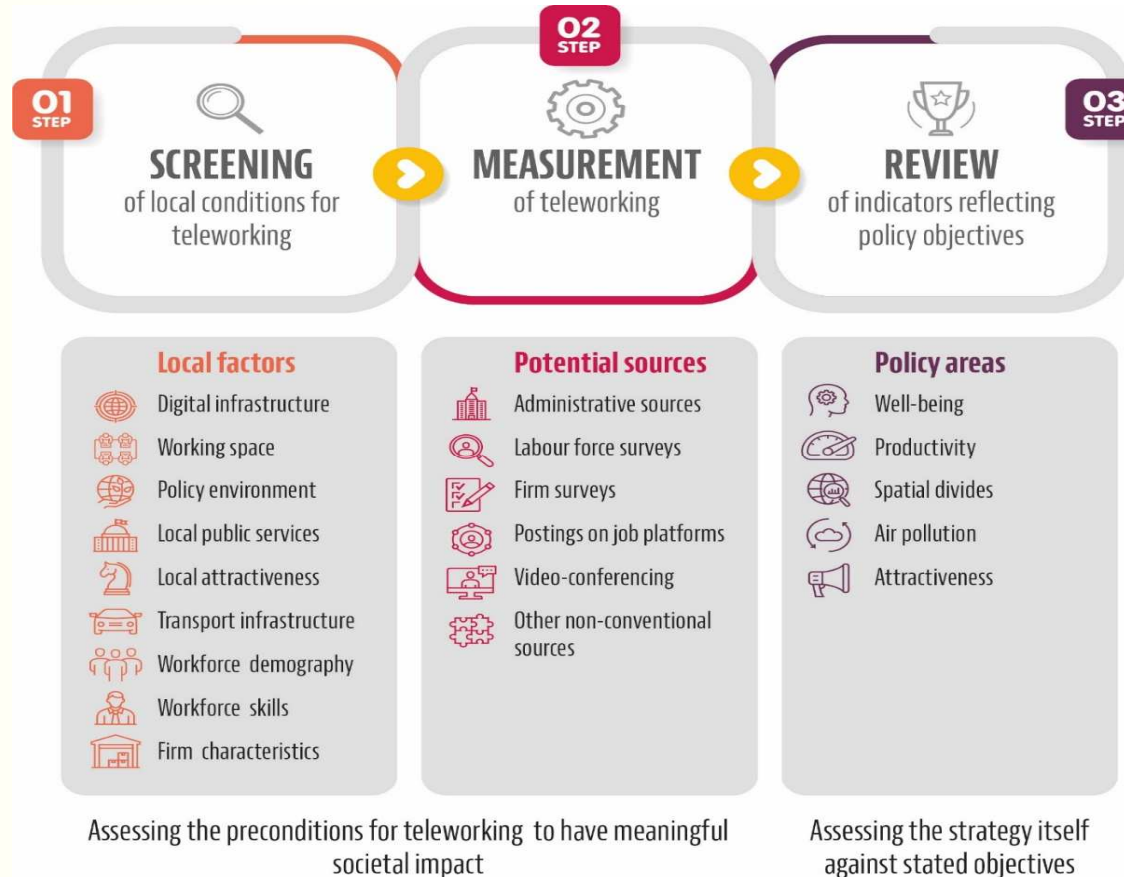 01
STEP
SCREENING
of local conditions for
teleworking
02
STEP
MEASUREMENT
of teleworking
03
STEP
REVIEW
of indicators reflecting
policy objectives
Local factors
Digital infrastructure
Working space
Policy environment
Local public services
Local attractiveness
Transport infrastructure
Workforce demography
Workforce skills
Firm characteristics
Potential sources
Administrative sources
Labour force surveys
Firm surveys
Postings on job platforms
Video-conferencing
Other non-conventional
sources
Policy areas
Well-being
Productivity
Spatial divides
Air pollution
Attractiveness
Assessing the preconditions for teleworking to have meaningful
societal impact
Assessing the strategy itself
against stated objectives